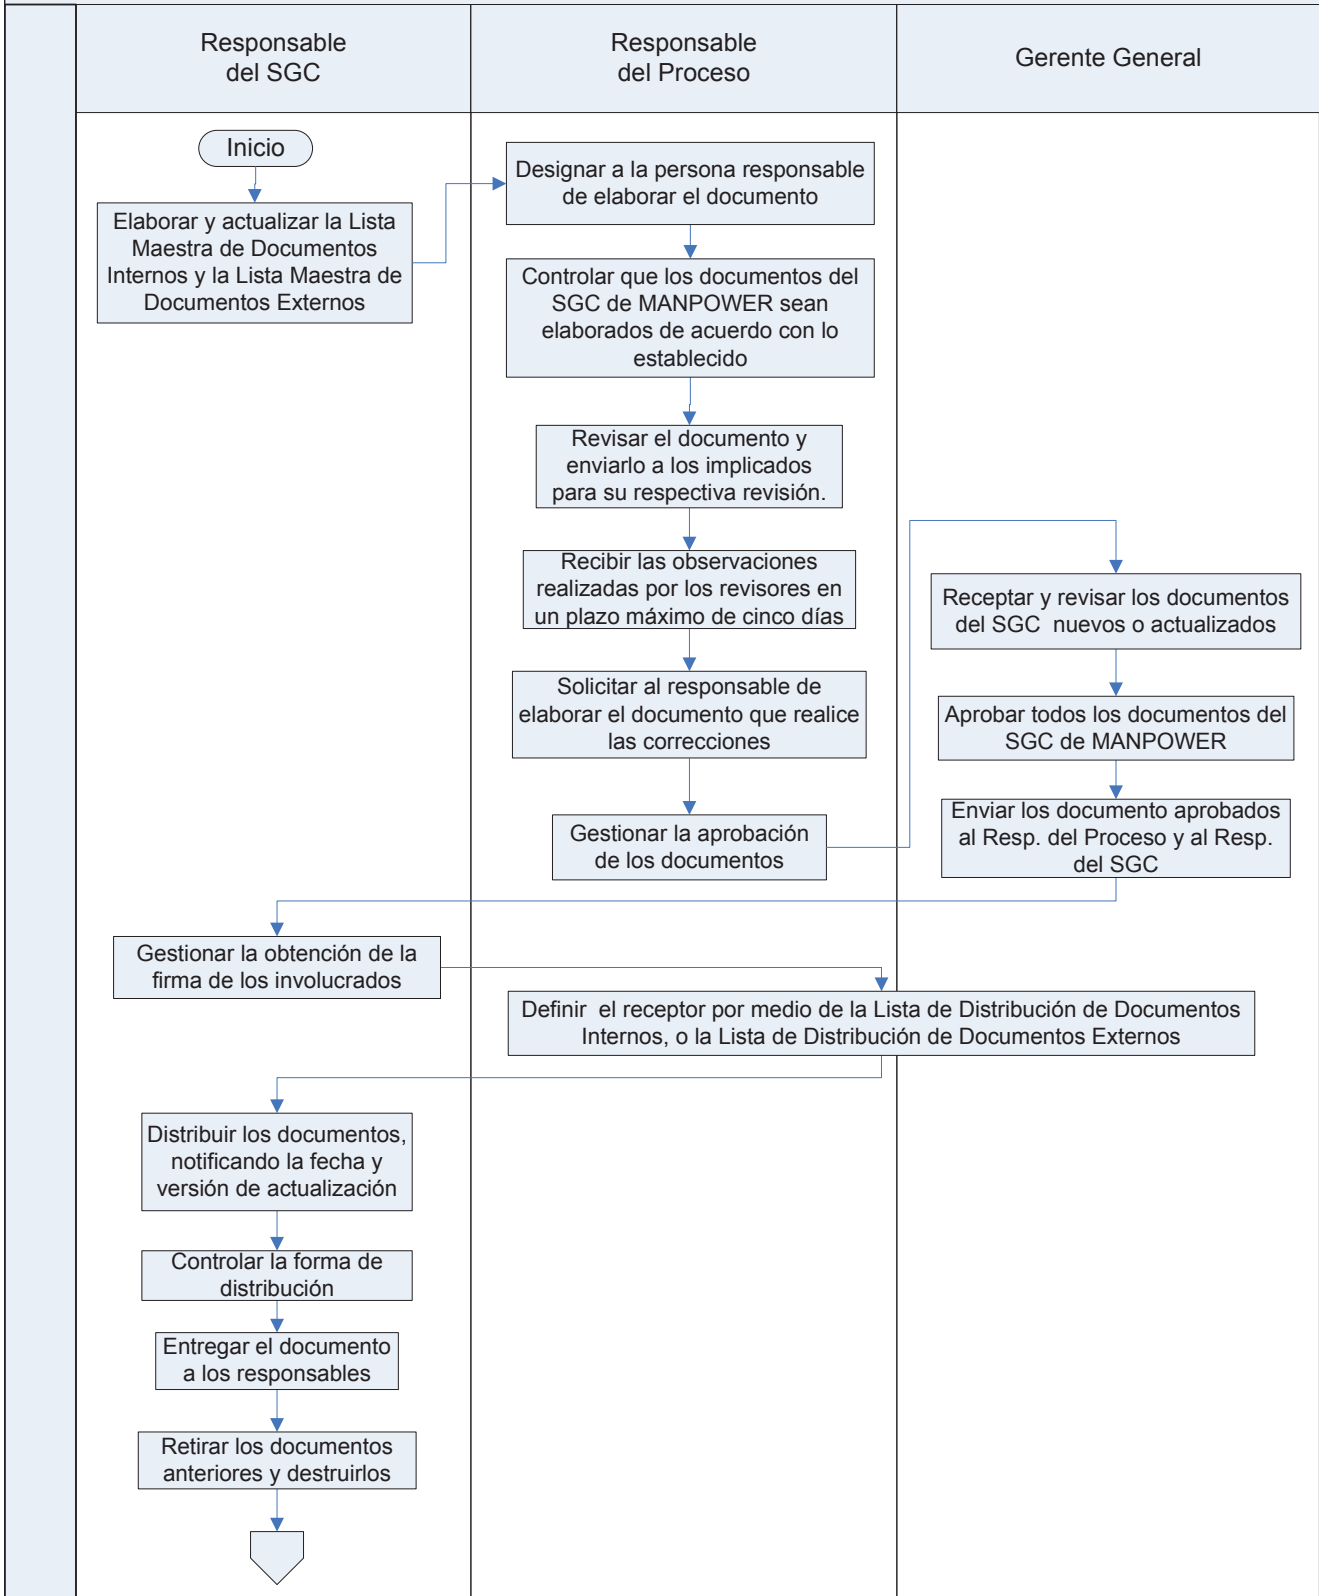 Responsable
del SGC
Responsable
del Proceso
Gerente General
Inicio
Elaborar y actualizar la Lista
Maestra de Documentos
Internos y la Lista Maestra de
Documentos Externos
Designar a la persona responsable
de elaborar el documento
Controlar que los documentos del
SGC de MANPOWER sean
elaborados de acuerdo con lo
establecido
Revisar el documento y
enviarlo a los implicados
para su respectiva revisión.
Recibir las observaciones
realizadas por los revisores en
un plazo máximo de cinco días
Solicitar al responsable de
elaborar el documento que realice
las correcciones
Gestionar la aprobación
de los documentos
Receptar y revisar los documentos
del SGC  nuevos o actualizados
Aprobar todos los documentos del
SGC de MANPOWER
Enviar los documento aprobados
al Resp. del Proceso y al Resp.
del SGC
Gestionar la obtención de la
firma de los involucrados
Definir  el receptor por medio de la Lista de Distribución de Documentos
Internos, o la Lista de Distribución de Documentos Externos
Distribuir los documentos,
notificando la fecha y
versión de actualización
Controlar la forma de
distribución
Entregar el documento
a los responsables
Retirar los documentos
anteriores y destruirlos